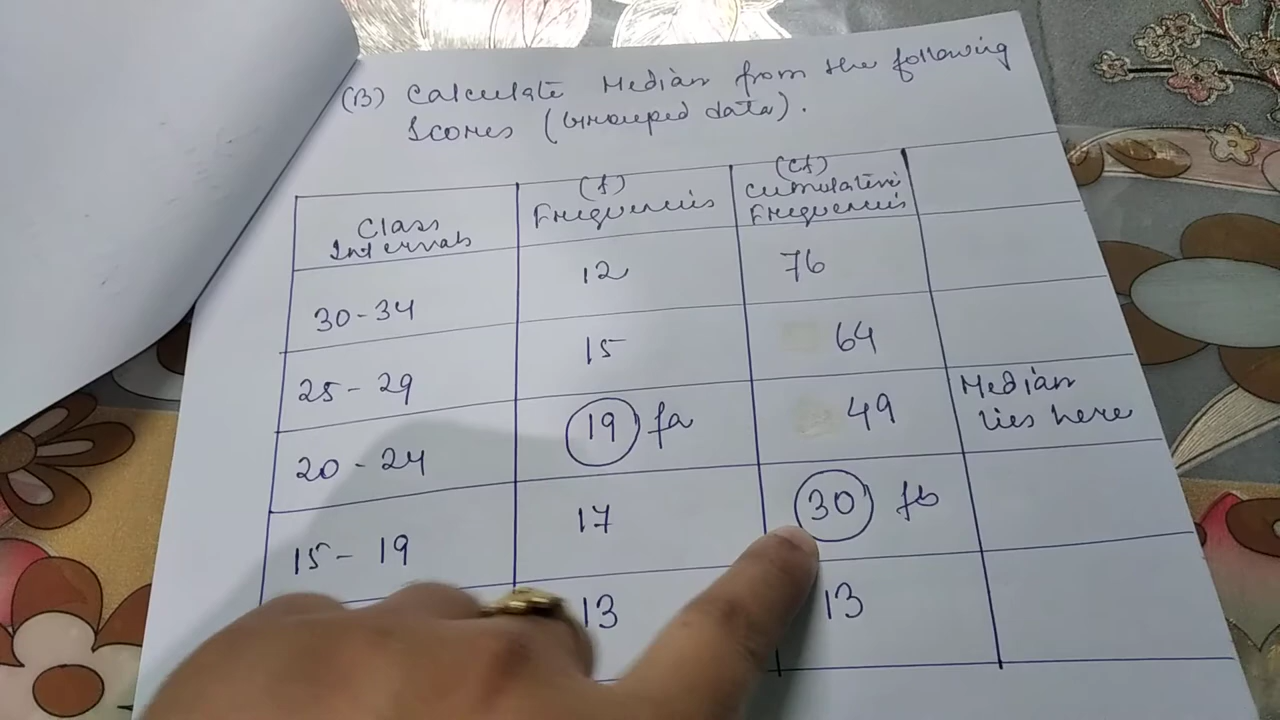 (B) Calculate Median from the following
Scores (Grouped data).
Class Intervals
(f) Frequencies
(Cf) Cumulative Frequencies
30-34 12 76
25-29 15 64
20-24 19 fa 49 Median lies here
15-19 17 30 fb
13 13